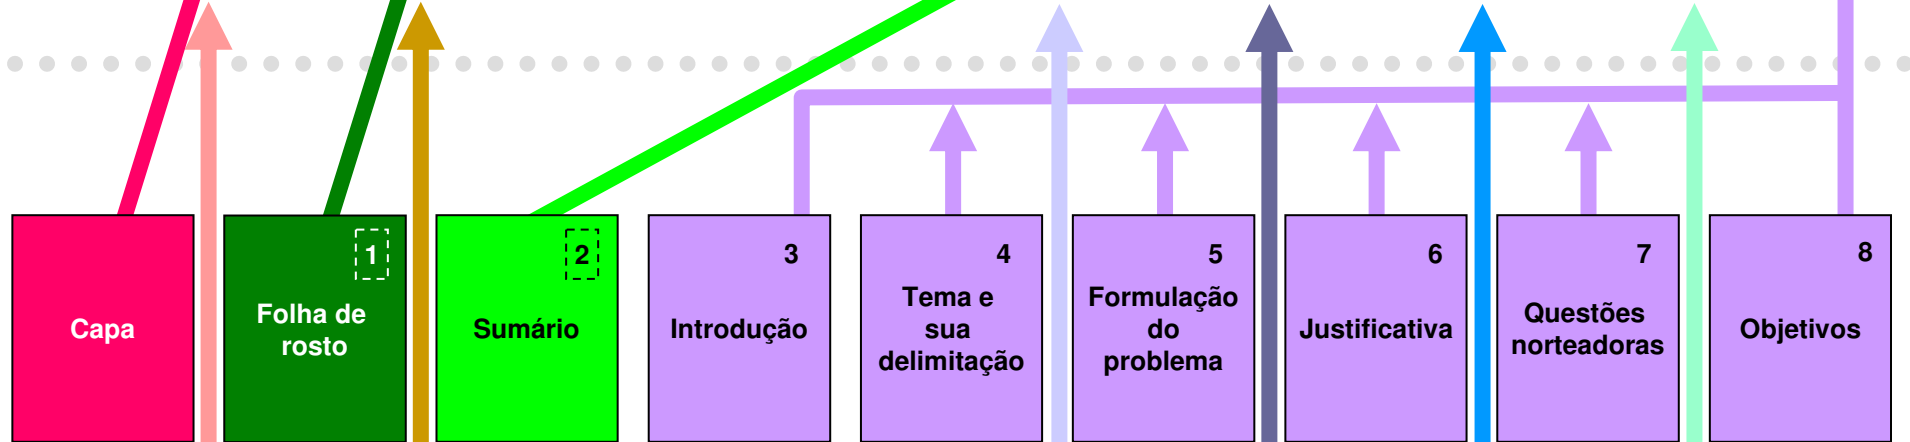 Capa
1
Folha de
rosto
2
Sumário
3
Introdução
4
Tema e
sua
delimitação
5
Formulação
do
problema
6
Justificativa
7
Questões
norteadoras
8
Objetivos